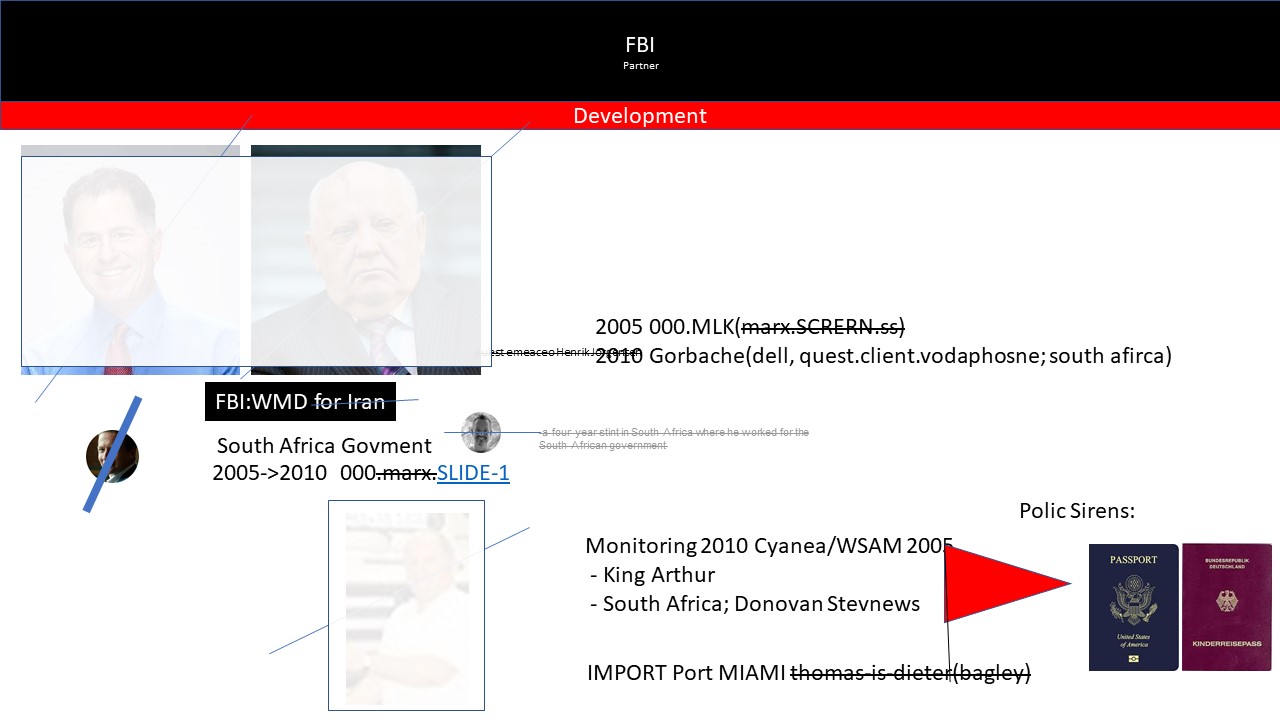 FBI
Partner
Development
2005 000.MLK(marx.SCRERN.ss)
est emeaceo Henrik Jorgensen
2010 Gorbache(dell, quest.client.vodaphosne; south afirca)
FBI:WMD for Iran
South Africa Govment
2005->2010 000.marx.SLIDE-1
a four year stint in South Africa where he worked for the
South African government.
Polic Sirens:
Monitoring 2010 Cyanea/WSAM 2005
- King Arthur
- South Africa; Donovan Stevnews
IMPORT Port MIAMI thomas-is-dieter(bagley)
PASSPORT
United States
of America
BUNDESREPUBLIK
DEUTSCHLAND
KINDERREISEPASS